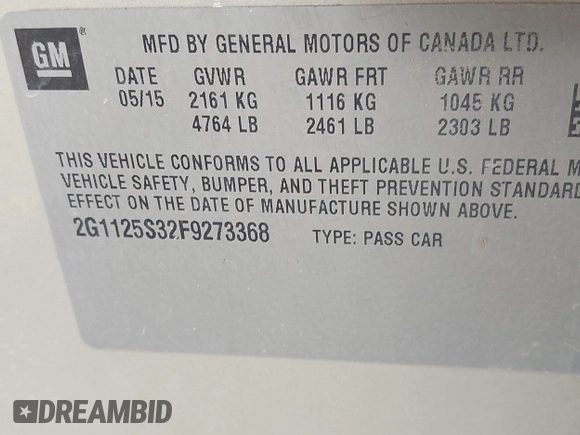 GM ®
MFD BY GENERAL MOTORS OF CANADA LTD.
DATE GVWR GAWR FRT GAWR RR
05/15 2161 KG 1116 KG 1045 KG
4764 LB 2461 LB 2303 LB
THIS VEHICLE CONFORMS TO ALL APPLICABLE U.S. FEDERAL M
VEHICLE SAFETY, BUMPER, AND THEFT PREVENTION STANDARD
EFFECT ON THE DATE OF MANUFACTURE SHOWN ABOVE.
2G1125S32F9273368 TYPE: PASS CAR
DREAMBID